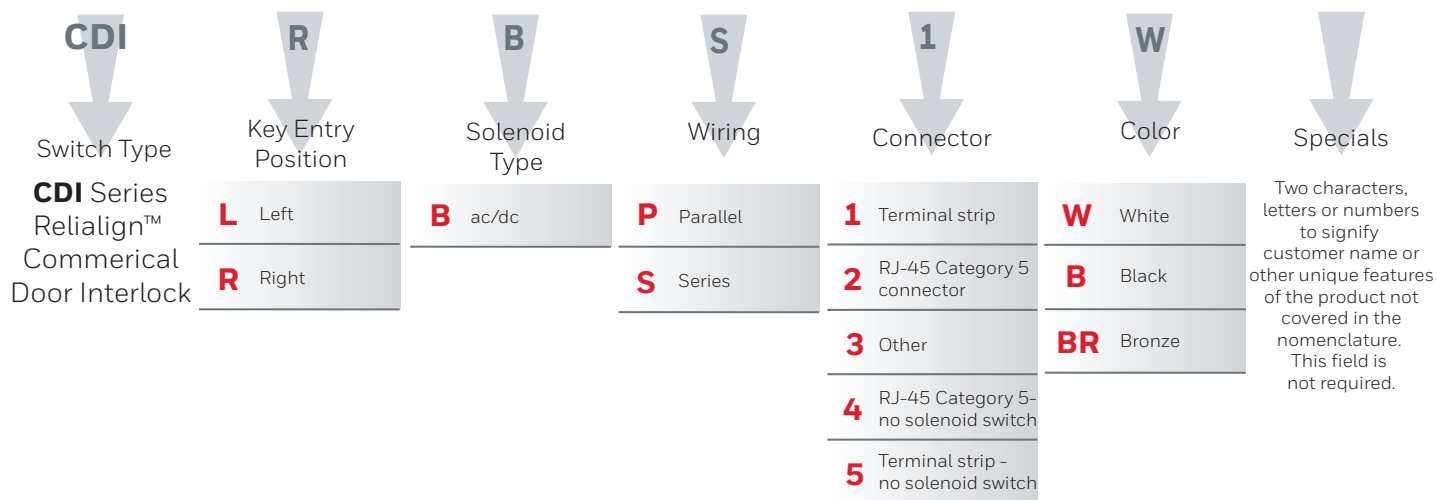 CDI
R
B
S
1
W
Switch Type
Key Entry
Position
Solenoid
Type
Wiring
Connector
Color
Specials
CDI Series
Relialign™
Commerical
Door Interlock
L Left
R Right
B ac/dc
P Parallel
S Series
1 Terminal strip
2 RJ-45 Category 5
connector
3 Other
4 RJ-45 Category 5-
no solenoid switch
5 Terminal strip -
no solenoid switch
W White
B Black
BR Bronze
Two characters,
letters or numbers
to signify
customer name or
other unique features
of the product not
covered in the
nomenclature.
This field is
not required.